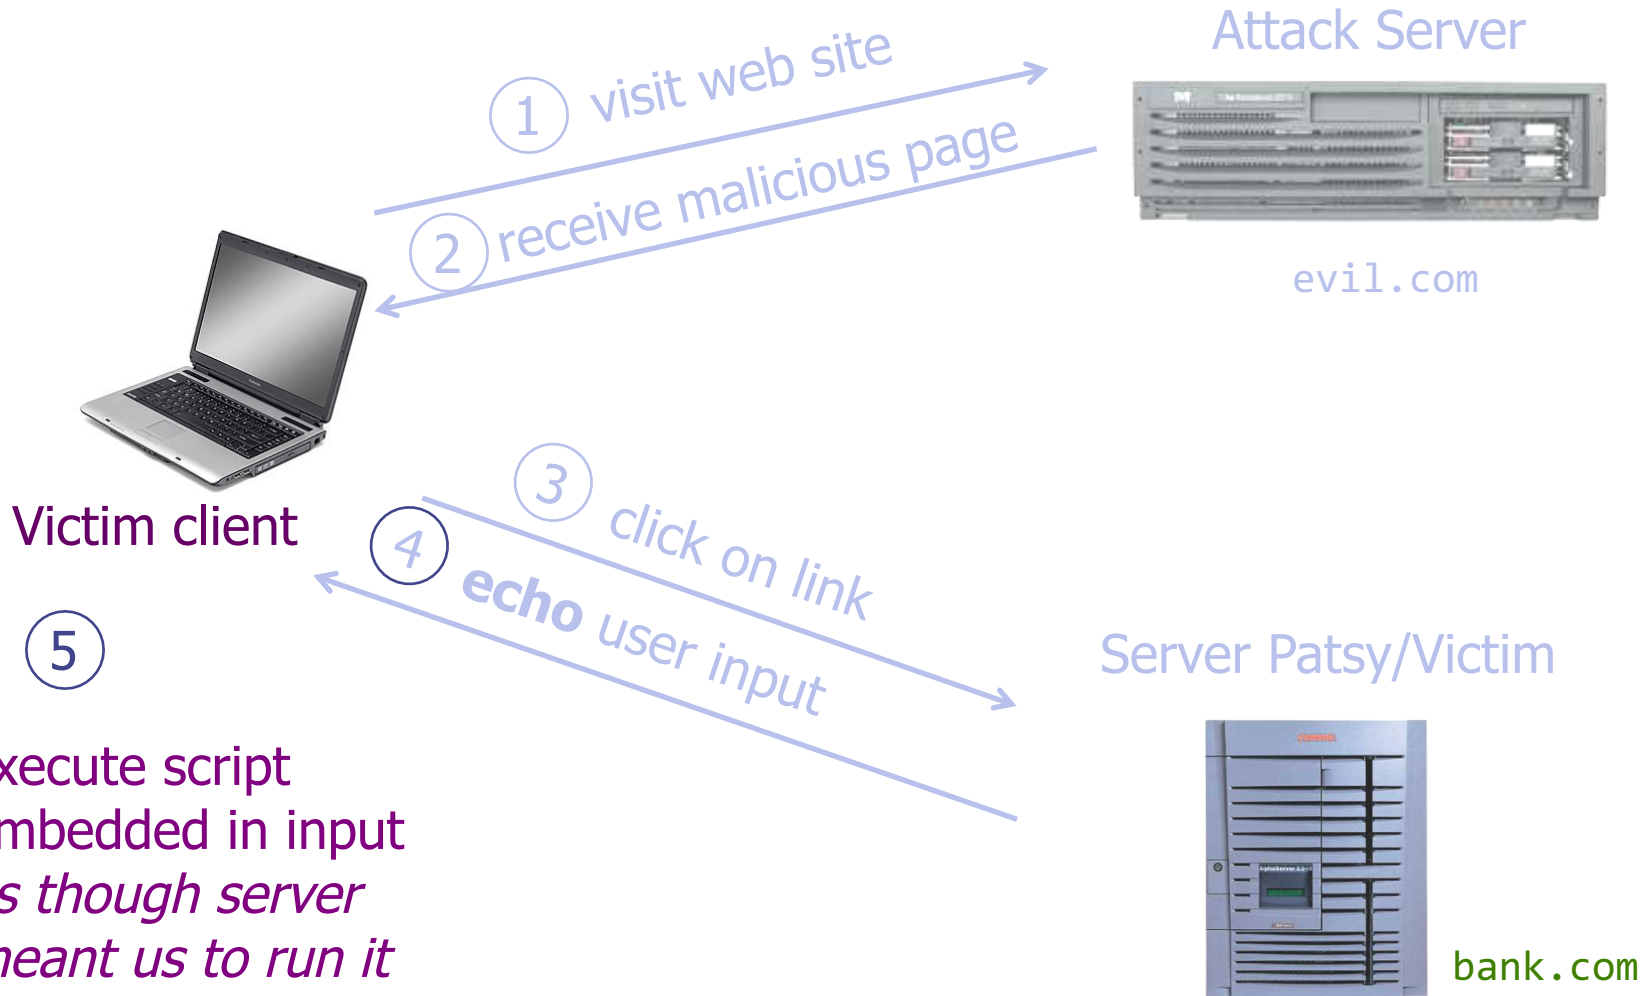 Attack Server
1 visit web site
2 receive malicious page
evil.com
Victim client
3 click on link
4 echo user input
Server Patsy/Victim
5
xecute script
mbedded in input
s though server
neant us to run it
bank.com